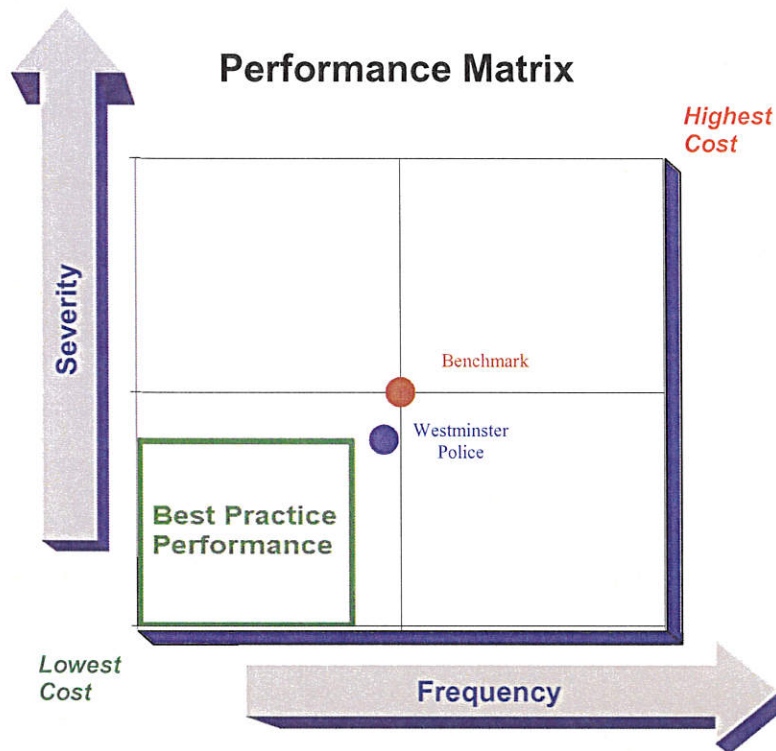 Performance Matrix
Highest
Cost
Severity
Benchmark
Westminster
Police
Best Practice
Performance
Lowest
Cost
Frequency